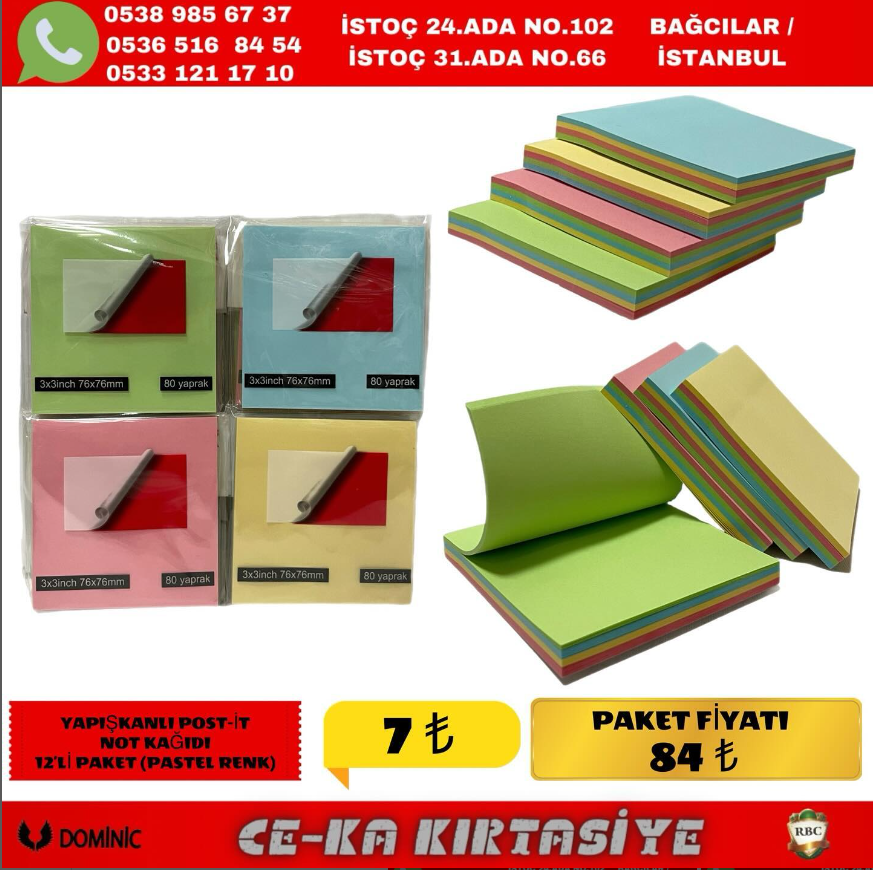 0538 985 67 37
0536 516 84 54
0533 121 17 10
İSTOÇ 24.ADA NO.102
İSTOÇ 31.ADA NO.66
BAĞCILAR /
İSTANBUL
3x3inch 76x76mm
80 yaprak
3x3inch 76x76mm
80 yaprak
3x3inch 76x76mm
80 yaprak
3x3inch 76x76mm
80 yaprak
YAPIŞKANLI POST-İT
NOT KAĞIDI
12'Lİ PAKET (PASTEL RENK)
7 ₺
PAKET FİYATI
84 ₺
DOMİNİC
CE-KA KIRTASİYE
RBC